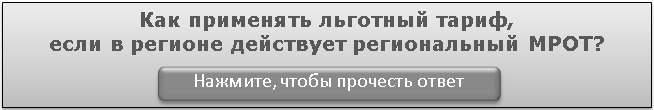 Как применять льготный тариф,
если в регионе действует региональный МРОТ?
Нажмите, чтобы прочесть ответ